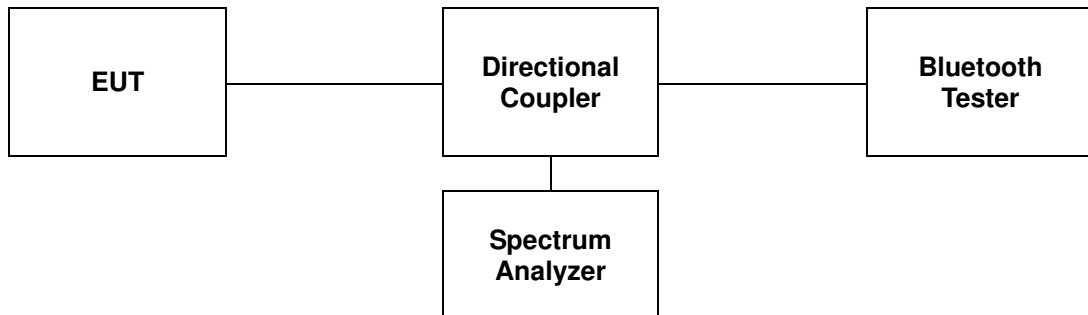 EUT
Directional
Coupler
Bluetooth
Tester
Spectrum
Analyzer